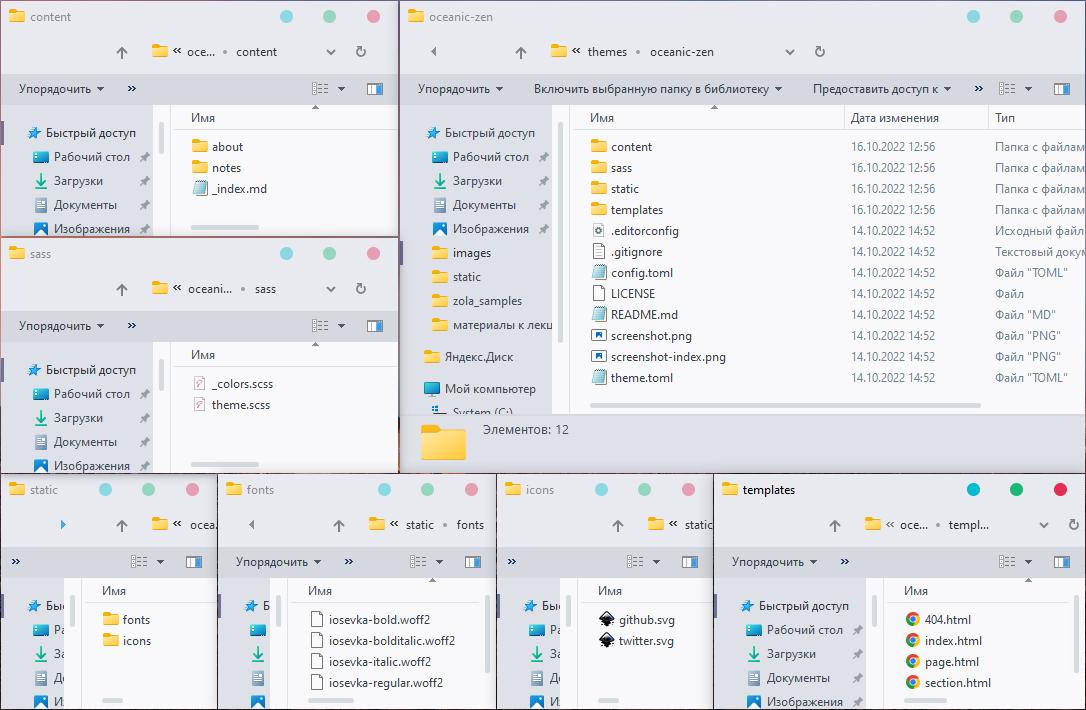 content
« oce... • content
Упорядочить »
Имя
Быстрый доступ
Рабочий стол
Загрузки
Документы
Изображения
about
notes
_index.md
oceanic-zen
« themes • oceanic-zen
Упорядочить Включить выбранную папку в библиотеку Предоставить доступ к »
Имя Дата изменения Тип
Быстрый доступ
Рабочий стол
Загрузки
Документы
Изображения
images
static
zola_samples
материалы к лекц
Яндекс.Диск
Мой компьютер
System (C:)
content 16.10.2022 12:56 Папка с файлам
sass 16.10.2022 12:56 Папка с файлам
static 16.10.2022 12:56 Папка с файлам
templates 16.10.2022 12:56 Папка с файлам
.editorconfig 14.10.2022 14:52 Исходный файл
.gitignore 14.10.2022 14:52 Текстовый доку
config.toml 14.10.2022 14:52 Файл "TOML"
LICENSE 14.10.2022 14:52 Файл
README.md 14.10.2022 14:52 Файл "MD"
screenshot.png 14.10.2022 14:52 Файл "PNG"
screenshot-index.png 14.10.2022 14:52 Файл "PNG"
theme.toml 14.10.2022 14:52 Файл "TOML"
Элементов: 12
sass
« oceani... • sass
Упорядочить »
Имя
Быстрый доступ
Рабочий стол
Загрузки
Документы
Изображения
_colors.scss
theme.scss
static
« ocea
»
Имя
Бы
Ра
За
До
Из
fonts
icons
fonts
« static • fonts
Упорядочить »
Имя
Б
iosevka-bold.woff2
iosevka-bolditalic.woff2
iosevka-italic.woff2
iosevka-regular.woff2
icons
« static
»
Имя
Бы
Ра
За
До
Из
github.svg
twitter.svg
templates
« oce... • templ...
Упорядочить »
Имя
Быстрый доступ
Рабочий стол
Загрузки
Документы
Изображения
404.html
index.html
page.html
section.html